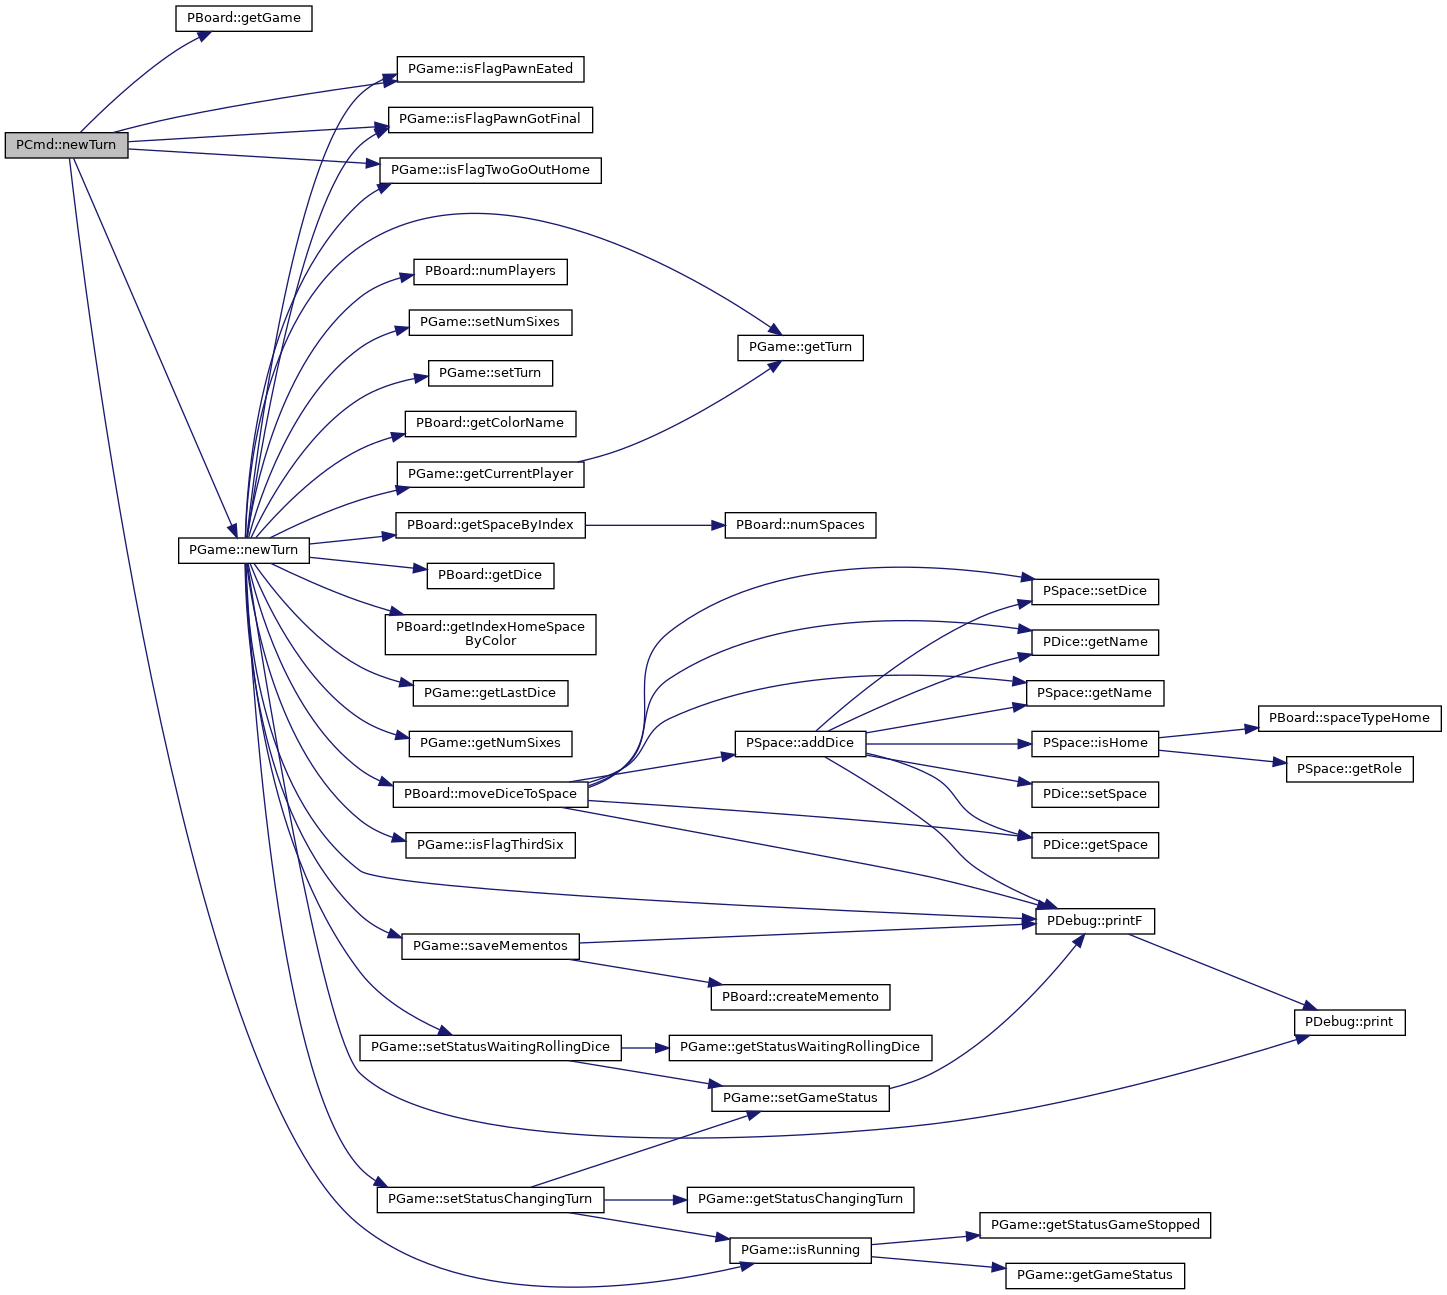 PBoard::getGame
PGame::isFlagPawnEated
PGame::isFlagPawnGotFinal
PCmd::newTurn
PGame::isFlagTwoGoOutHome
PBoard::numPlayers
PGame::setNumSixes
PGame::getTurn
PGame::setTurn
PBoard::getColorName
PGame::getCurrentPlayer
PBoard::getSpaceByIndex
PBoard::numSpaces
PGame::newTurn
PBoard::getDice
PSpace::setDice
PBoard::getIndexHomeSpace
ByColor
PDice::getName
PGame::getLastDice
PSpace::getName
PBoard::spaceTypeHome
PGame::getNumSixes
PSpace::addDice
PSpace::isHome
PSpace::getRole
PBoard::moveDiceToSpace
PDice::setSpace
PGame::isFlagThirdSix
PDice::getSpace
PDebug::printF
PGame::saveMementos
PBoard::createMemento
PDebug::print
PGame::setStatusWaitingRollingDice
PGame::getStatusWaitingRollingDice
PGame::setGameStatus
PGame::setStatusChangingTurn
PGame::getStatusChangingTurn
PGame::getStatusGameStopped
PGame::isRunning
PGame::getGameStatus